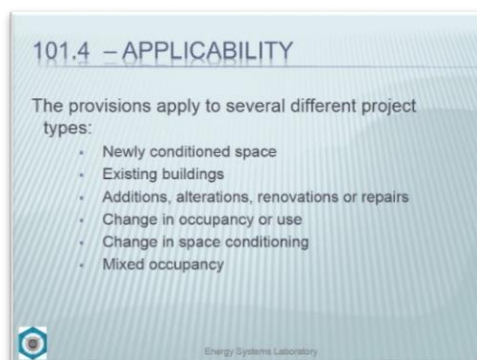 101.4 – APPLICABILITY
The provisions apply to several different project
types:
• Newly conditioned space
• Existing buildings
• Additions, alterations, renovations or repairs
• Change in occupancy or use
• Change in space conditioning
• Mixed occupancy
Energy Systems Laboratory